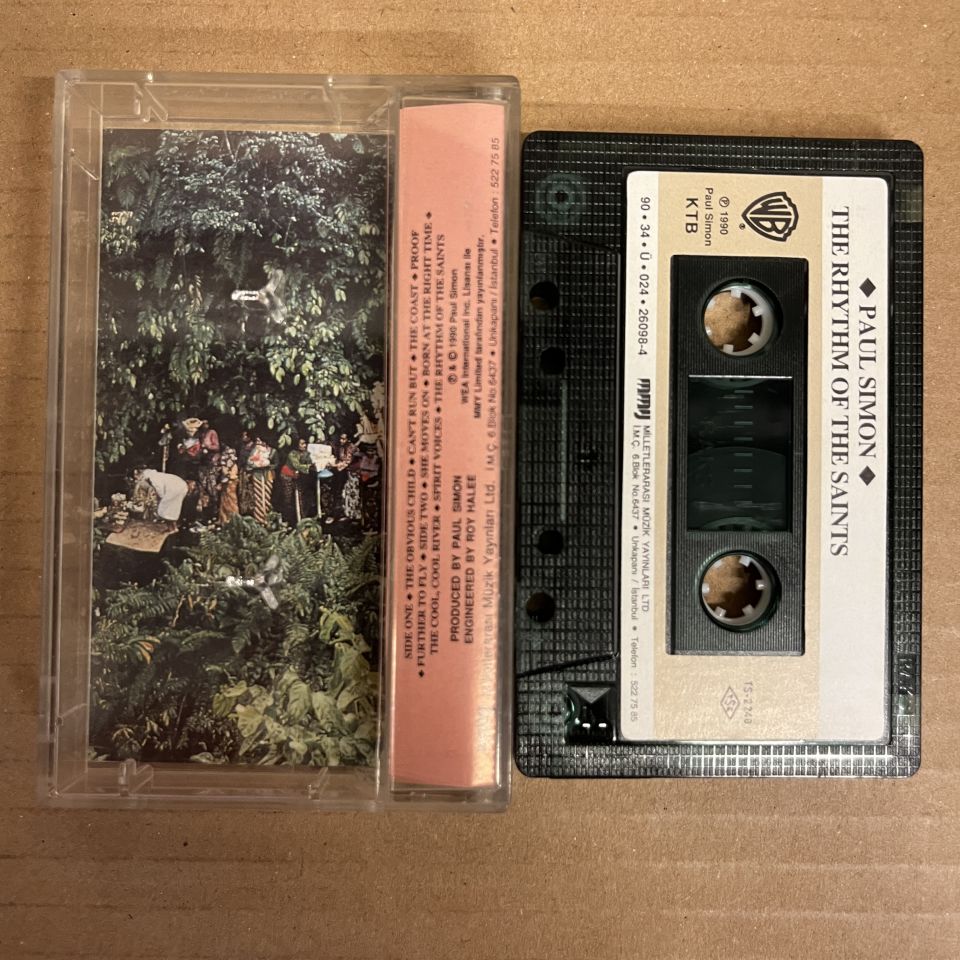 SIDE ONE ♦ THE OBVIOUS CHILD ♦ CAN'T RUN BUT ♦ THE COAST ♦ PROOF
♦ FURTHER TO FLY ♦ SIDE TWO ♦ SHE MOVES ON ♦ BORN AT THE RIGHT TIME ♦
THE COOL, COOL RIVER ♦ SPIRIT VOICES ♦ THE RHYTHM OF THE SAINTS
PRODUCED BY PAUL SIMON
ENGINEERED BY ROY HALEE
℗ & © 1990 Paul Simon
WEA International Inc. Lisansı ile
MMY Limited tarafından yayınlanmıştır.
Müzik Yayınları Ltd. İ.M.Ç. 6.Blok No.6437 • Unkapanı / İstanbul • Telefon : 522 75 85
♦ PAUL SIMON ♦
THE RHYTHM OF THE SAINTS
WB
®
℗ 1990
Paul Simon
KTB
90 • 34 • Ü • 024 • 26098-4
mmy MİLLETLERARASI MÜZİK YAYINLARI LTD
İ.M.Ç. 6.Blok No.6437 • Unkapanı / İstanbul • Telefon : 522 75 85
TS-2248
TSE